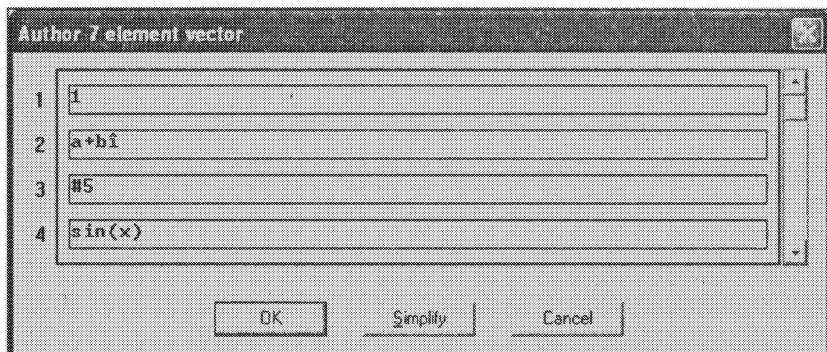 Author 7 element vector
1 1
2 a+bî
3 #5
4 sin(x)
OK Simplify Cancel